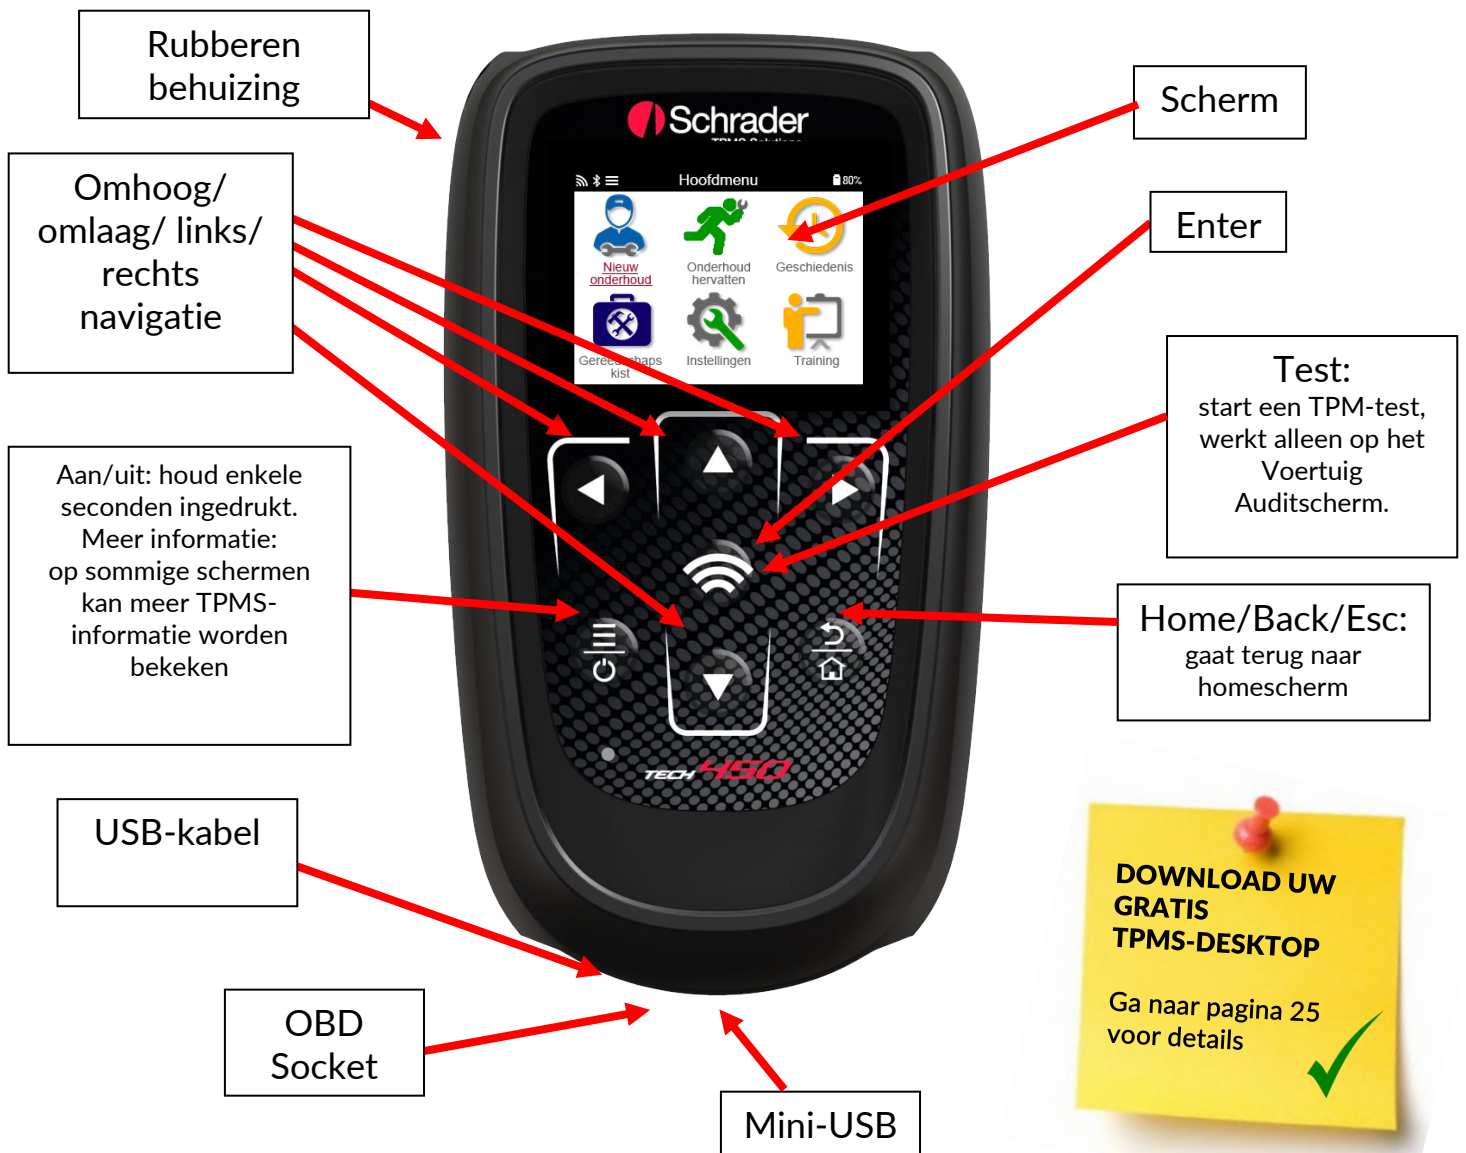 Rubberen
behuizing
Scherm
Omhoog/
omlaag/ links/
rechts
navigatie
Enter
Schrader
TPMS Solutions
Hoofdmenu
80%
Nieuw
onderhoud
Onderhoud
hervatten
Geschiedenis
Gereedschaps
kist
Instellingen
Training
Test:
start een TPM-test,
werkt alleen op het
Voertuig
Auditscherm.
Aan/uit: houd enkele
seconden ingedrukt.
Meer informatie:
op sommige schermen
kan meer TPMS-
informatie worden
bekeken
Home/Back/Esc:
gaat terug naar
homescherm
TECH 450
USB-kabel
DOWNLOAD UW
GRATIS
TPMS-DESKTOP
Ga naar pagina 25
voor details
OBD
Socket
Mini-USB